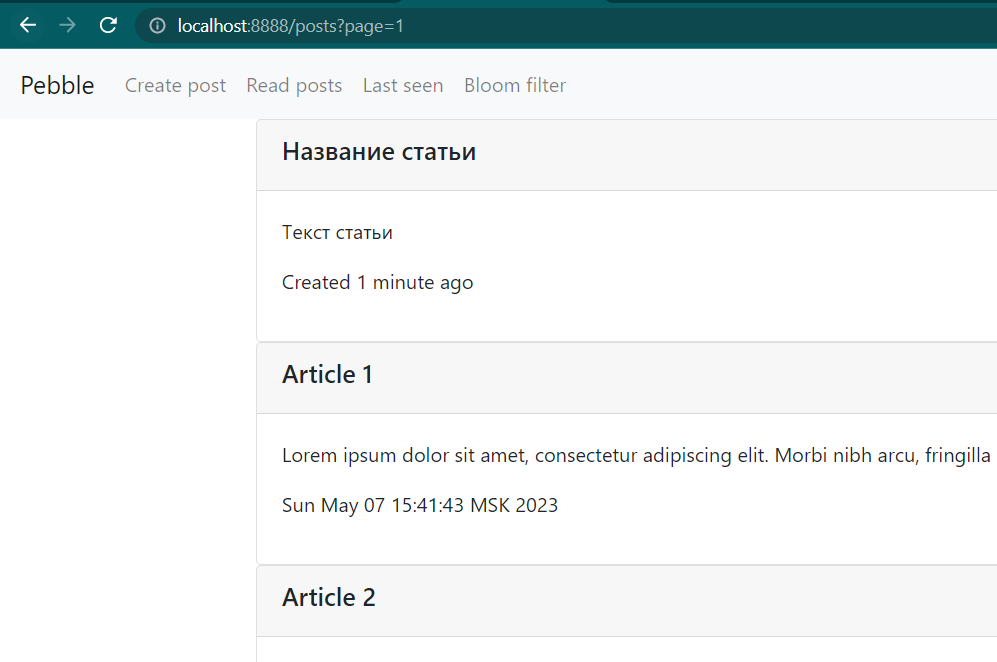 localhost:8888/posts?page=1
Pebble Create post Read posts Last seen Bloom filter
Название статьи
Текст статьи
Created 1 minute ago
Article 1
Lorem ipsum dolor sit amet, consectetur adipiscing elit. Morbi nibh arcu, fringilla
Sun May 07 15:41:43 MSK 2023
Article 2